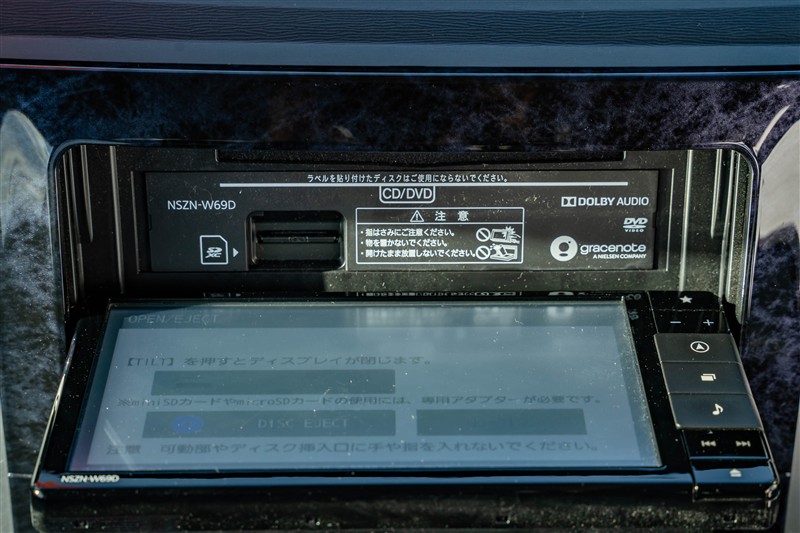 ラベルを貼り付けたディスクはご使用にならないでください。
CD/DVD
NSZN-W69D
DOLBY AUDIO
注 意
・指はさみにご注意ください。
・物を置かないでください。
・開けたまま放置しないでください。
SD XC
DVD VIDEO
gracenote
A NIELSEN COMPANY
OPEN/EJECT
【TILT】を押すとディスプレイが閉じます。
※miniSDカードやmicroSDカードの使用には、専用アダプターが必要です。
DISC EJECT
注意 可動部やディスク挿入口に手や指を入れないでください。
NSZN-W69D